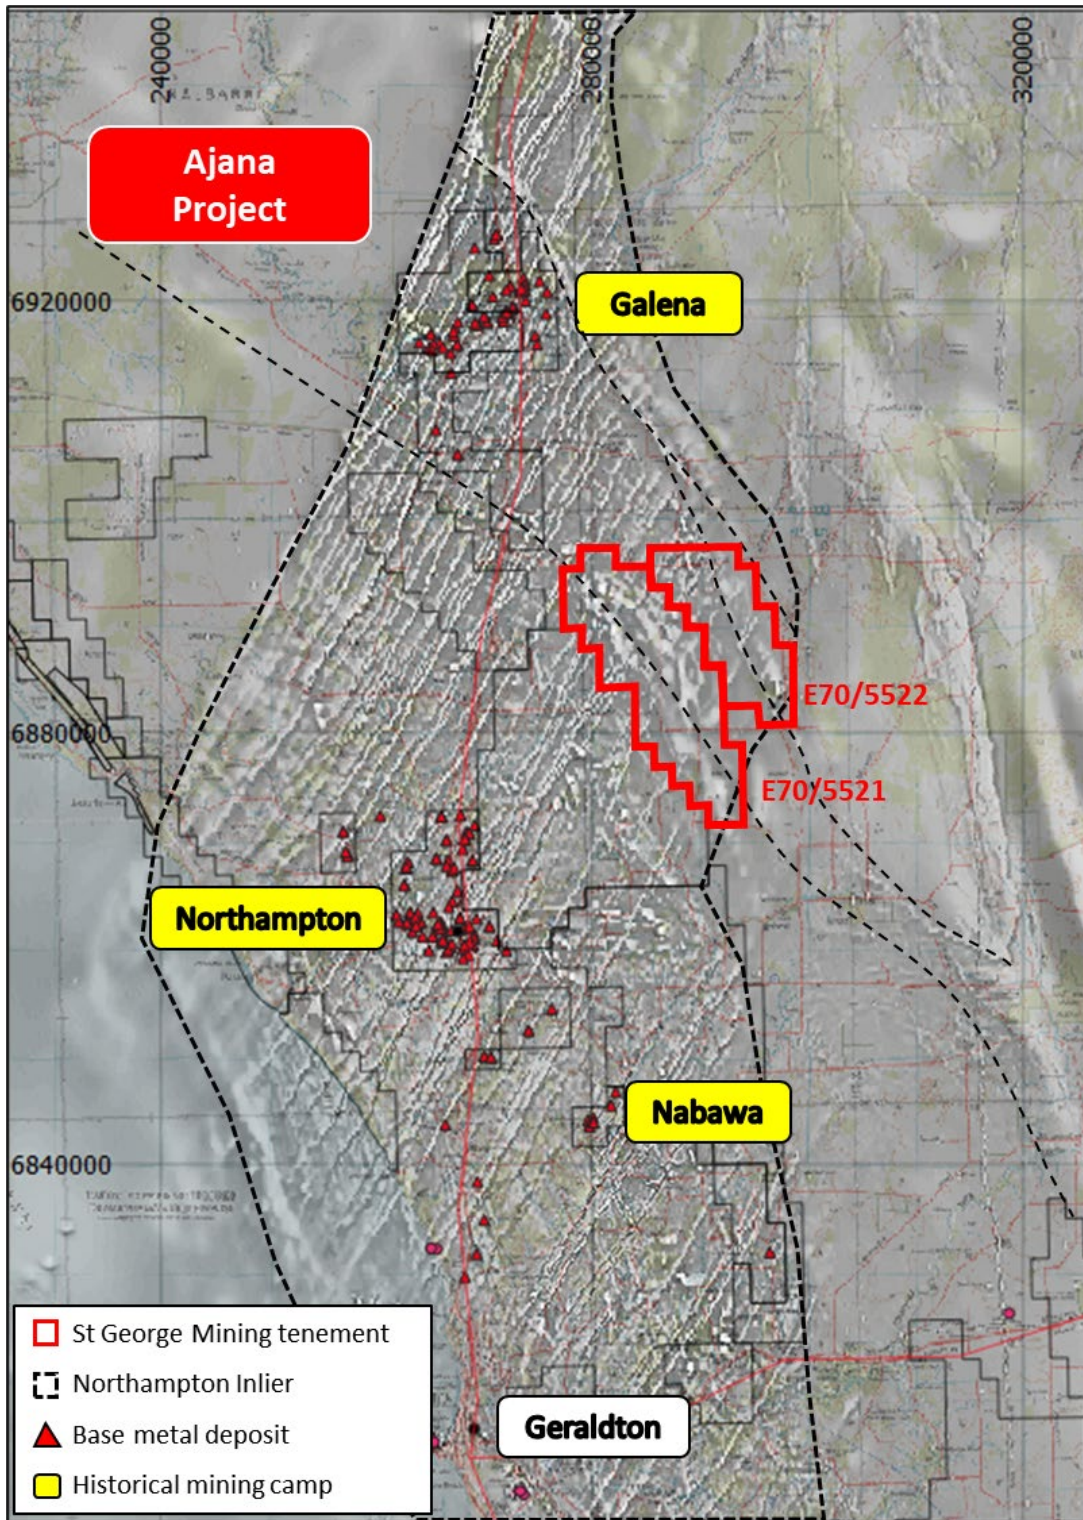 240000
280000
320000
Ajana
Project
6920000
Galena
E70/5522
6880000
E70/5521
Northampton
Nabawa
6840000
St George Mining tenement
Northampton Inlier
Base metal deposit
Historical mining camp
Geraldton